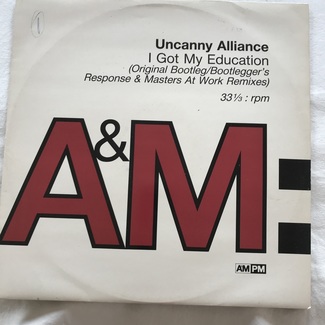 Uncanny Alliance
I Got My Education
(Original Bootleg/Bootlegger's
Response & Masters At Work Remixes)
33⅓ : rpm
A&M:
AM PM